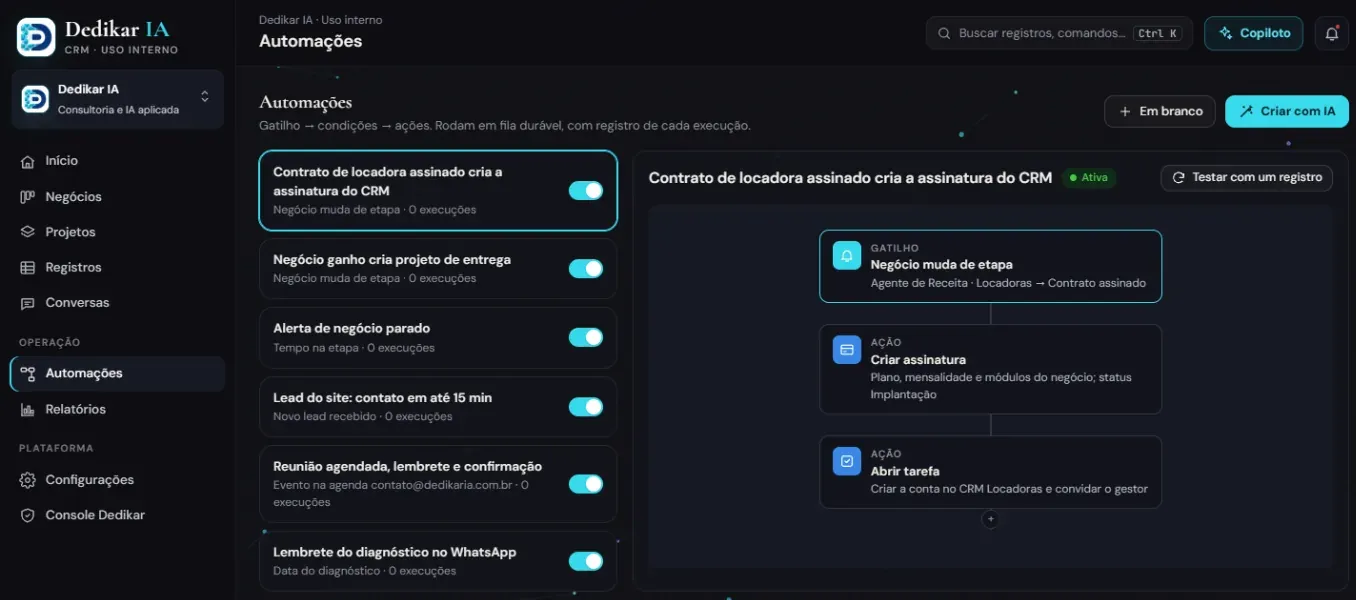 Dedikar IA
CRM · USO INTERNO
Dedikar IA
Consultoria e IA aplicada
Início
Negócios
Projetos
Registros
Conversas
OPERAÇÃO
Automações
Relatórios
PLATAFORMA
Configurações
Console Dedikar
Dedikar IA · Uso interno
Automações
Buscar registros, comandos... Ctrl K
Copiloto
Automações
Gatilho → condições → ações. Rodam em fila durável, com registro de cada execução.
+ Em branco
Criar com IA
Contrato de locadora assinado cria a
assinatura do CRM
Negócio muda de etapa · 0 execuções
Negócio ganho cria projeto de entrega
Negócio muda de etapa · 0 execuções
Alerta de negócio parado
Tempo na etapa · 0 execuções
Lead do site: contato em até 15 min
Novo lead recebido · 0 execuções
Reunião agendada, lembrete e confirmação
Evento na agenda contato@dedikaria.com.br · 0
execuções
Lembrete do diagnóstico no WhatsApp
Data do diagnóstico · 0 execuções
Contrato de locadora assinado cria a assinatura do CRM
Ativa
Testar com um registro
GATILHO
Negócio muda de etapa
Agente de Receita · Locadoras → Contrato assinado
AÇÃO
Criar assinatura
Plano, mensalidade e módulos do negócio; status
Implantação
AÇÃO
Abrir tarefa
Criar a conta no CRM Locadoras e convidar o gestor
+